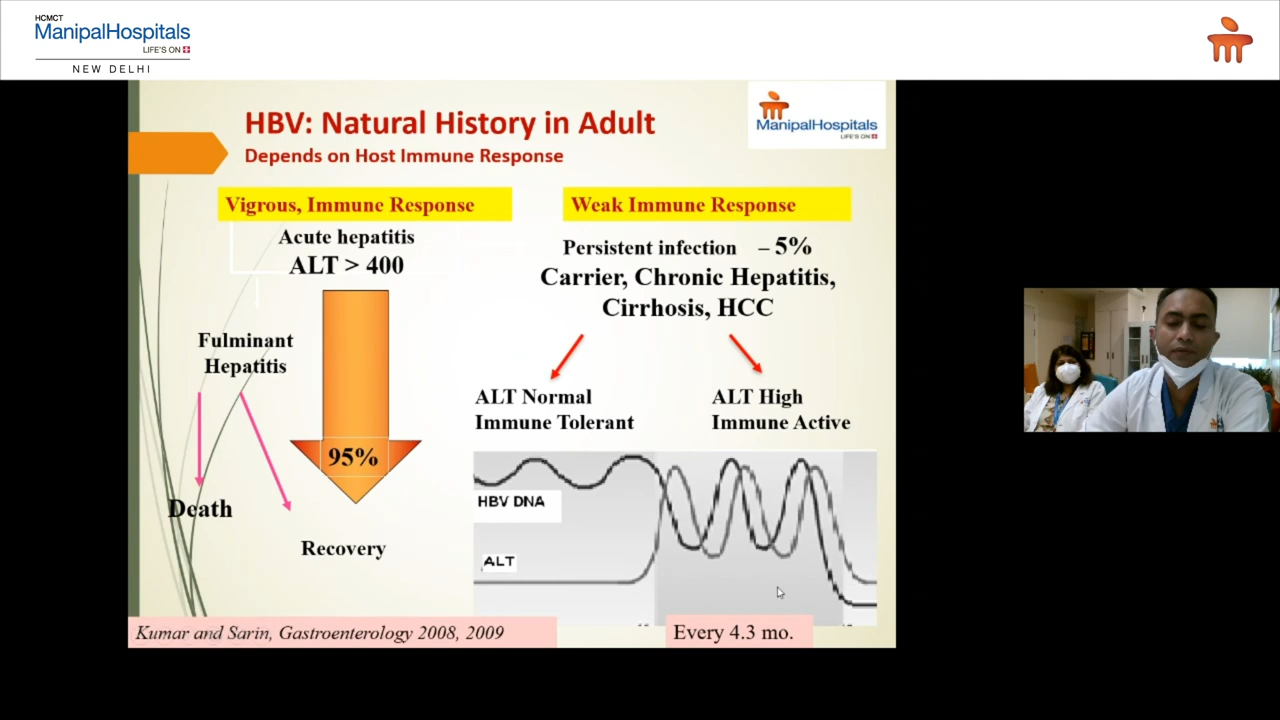 HCMCT
ManipalHospitals
LIFE'S ON
NEW DELHI
HBV: Natural History in Adult
Depends on Host Immune Response
ManipalHospitals
LIFE'S ON
Vigrous, Immune Response
Acute hepatitis
ALT > 400
Fulminant
Hepatitis
95%
Death
Recovery
Weak Immune Response
Persistent infection – 5%
Carrier, Chronic Hepatitis,
Cirrhosis, HCC
ALT Normal
Immune Tolerant
ALT High
Immune Active
HBV DNA
ALT
Kumar and Sarin, Gastroenterology 2008, 2009
Every 4.3 mo.